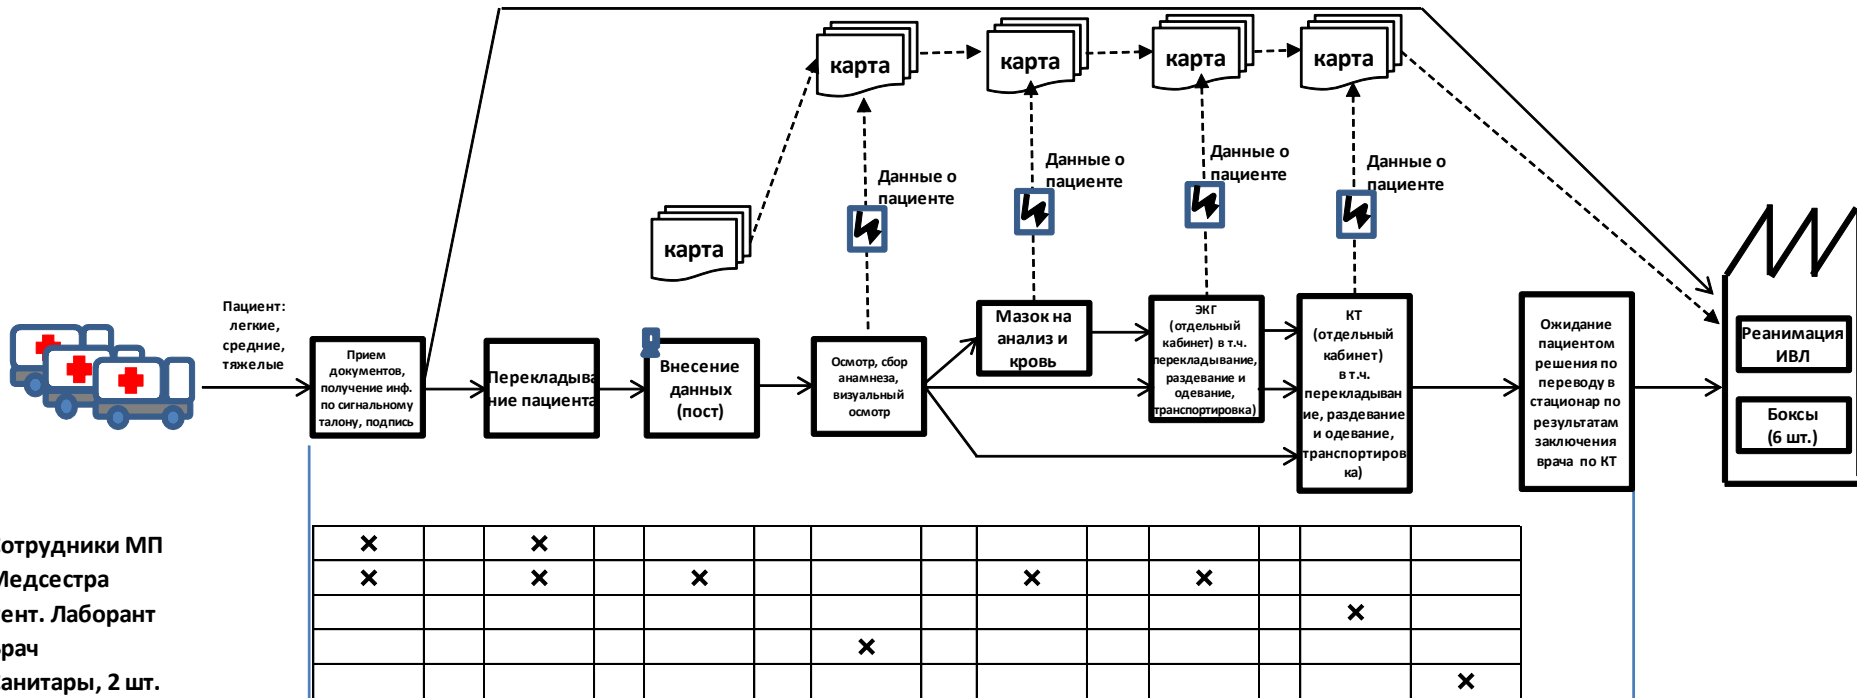 карта
карта
карта
карта
Данные о
пациенте
Данные о
пациенте
Данные о
пациенте
Данные о
пациенте
карта
Пациент:
легкие,
средние,
тяжелые
Прием
документов,
получение инф.
по сигнальному
талону, подпись
Перекладыва
ние пациента
Внесение
данных
(пост)
Осмотр, сбор
анамнеза,
визуальный
осмотр
Мазок на
анализ и
кровь
ЭКГ
(отдельный
кабинет) в т.ч.
перекладывание,
раздевание и
одевание,
транспортировка)
КТ
(отдельный
кабинет)
в т.ч.
перекладыван
ие, раздевание
и одевание,
транспортиров
ка)
Ожидание
пациентом
решения по
переводу в
стационар по
результатам
заключения
врача по КТ
Реанимация
ИВЛ
Боксы
(6 шт.)
Сотрудники МП
Медсестра
ент. Лаборант
Врач
Санитары, 2 шт.